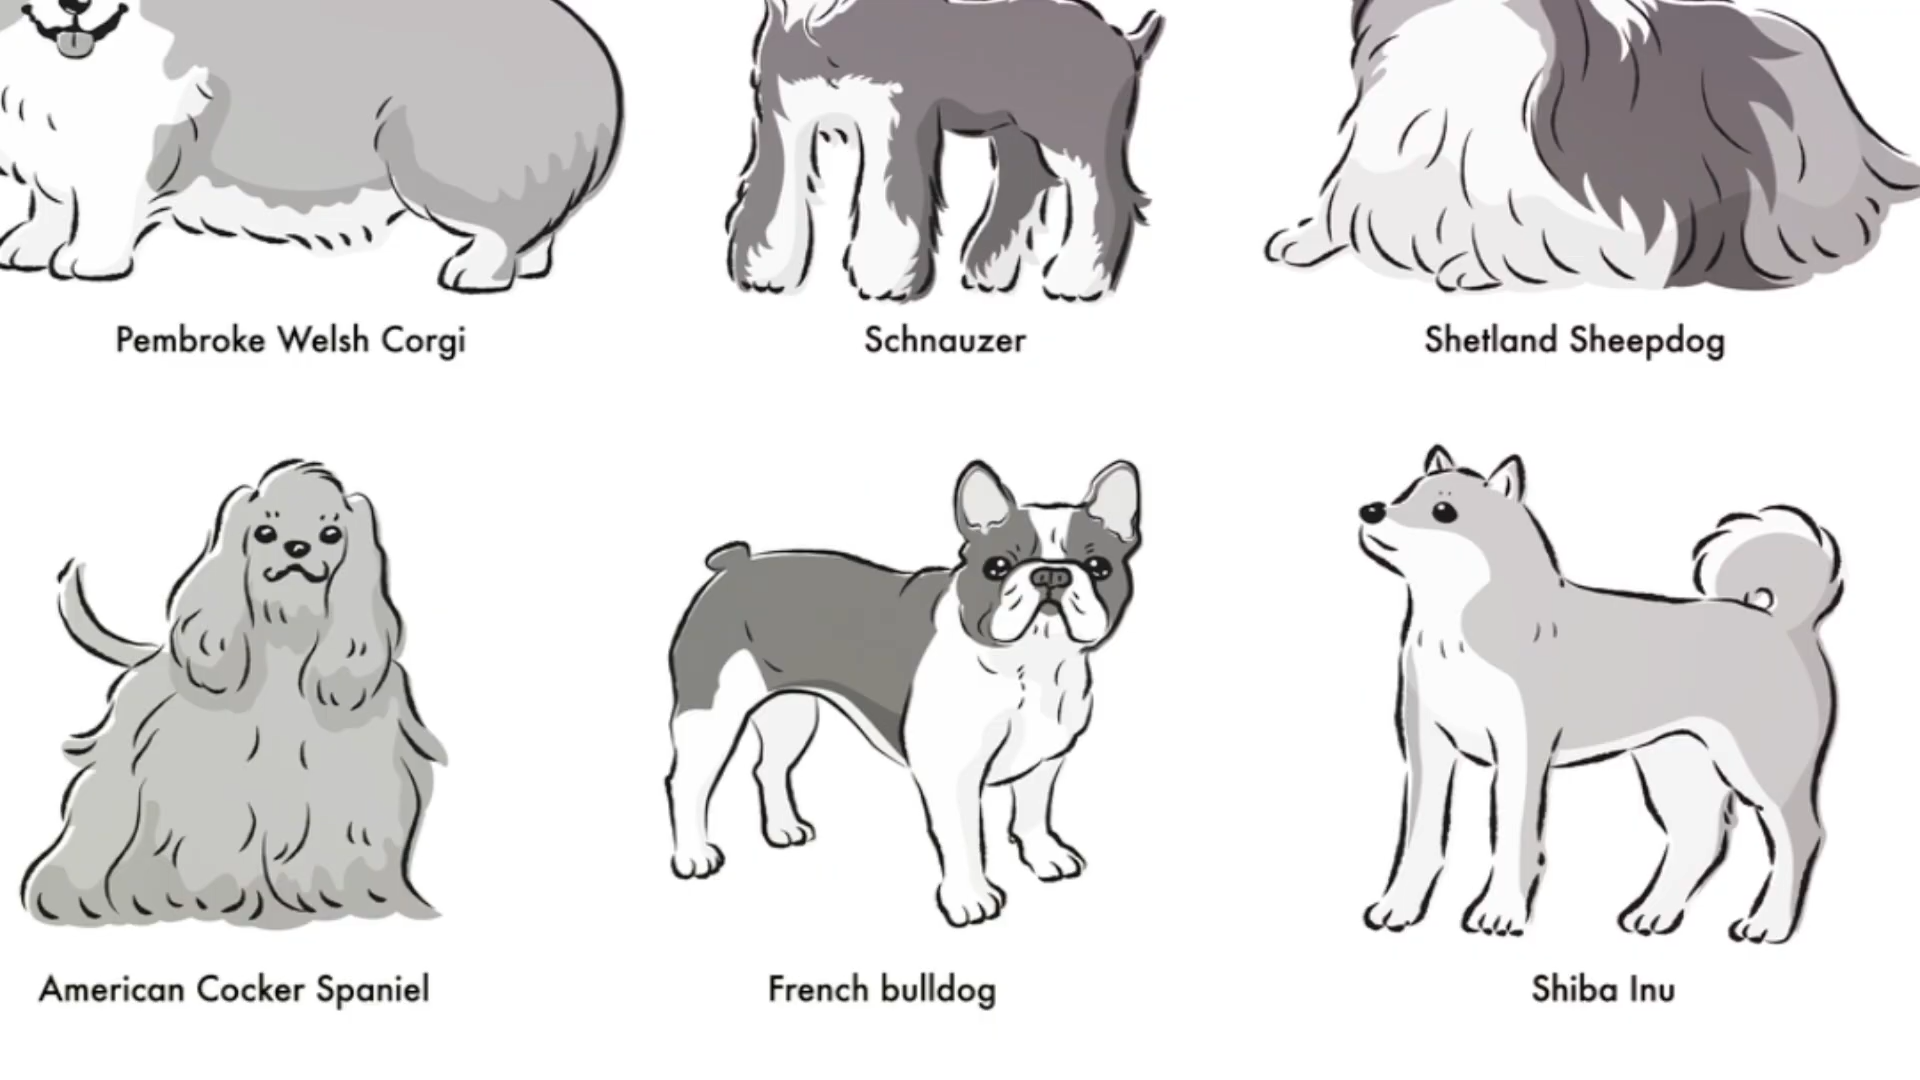 Pembroke Welsh Corgi
Schnauzer
Shetland Sheepdog
American Cocker Spaniel
French bulldog
Shiba Inu